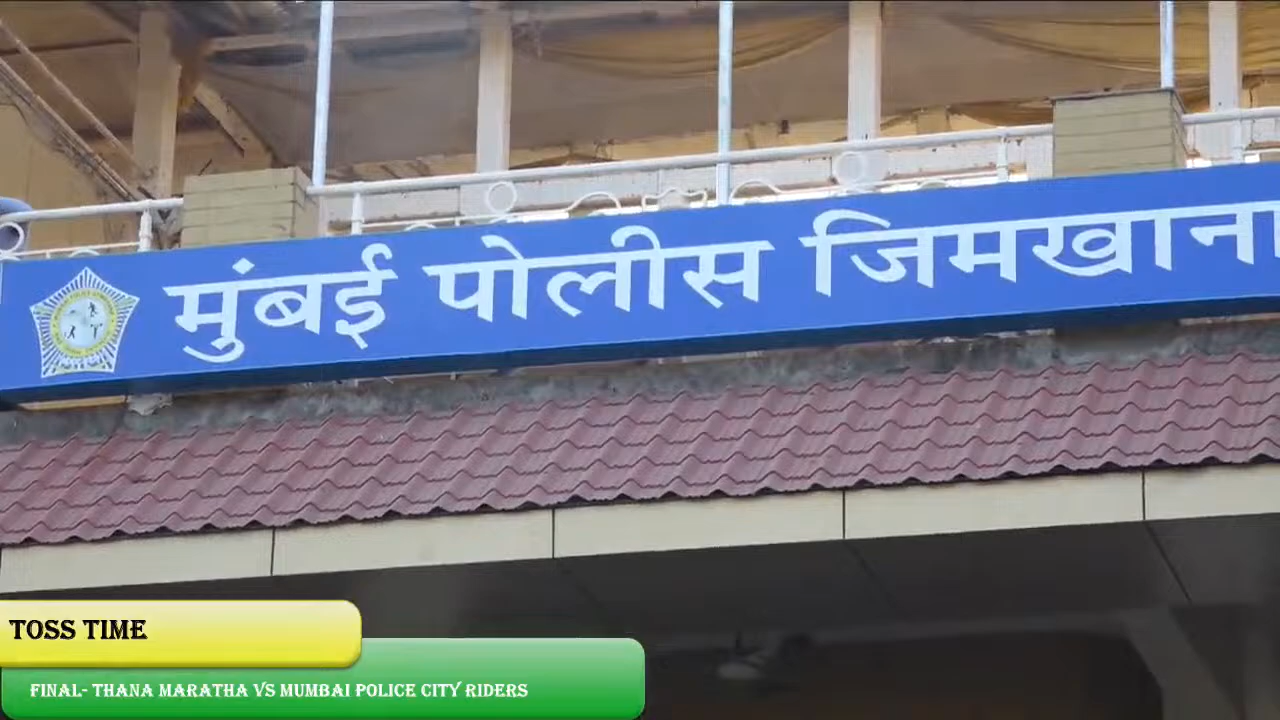 मुंबई पोलीस जिमखाना
TOSS TIME
FINAL- THANA MARATHA VS MUMBAI POLICE CITY RIDERS